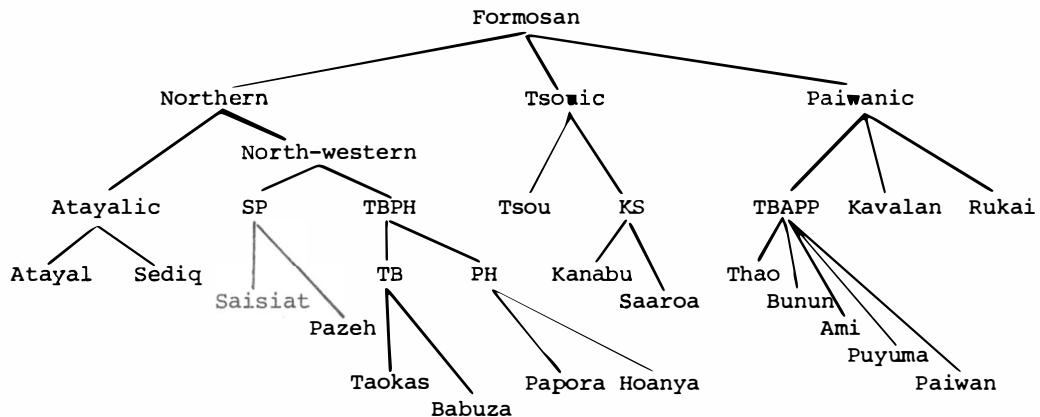 Formosan
Northern Tsouic Paiwanic
North-western
Atayalic SP TBPH Tsou KS TBAPP Kavalan Rukai
Atayal Sediq TB PH Kanabu Thao
Saisiat Saaroa Bunun
Pazeh Ami
Puyuma
Taokas Papora Hoanya Paiwan
Babuza